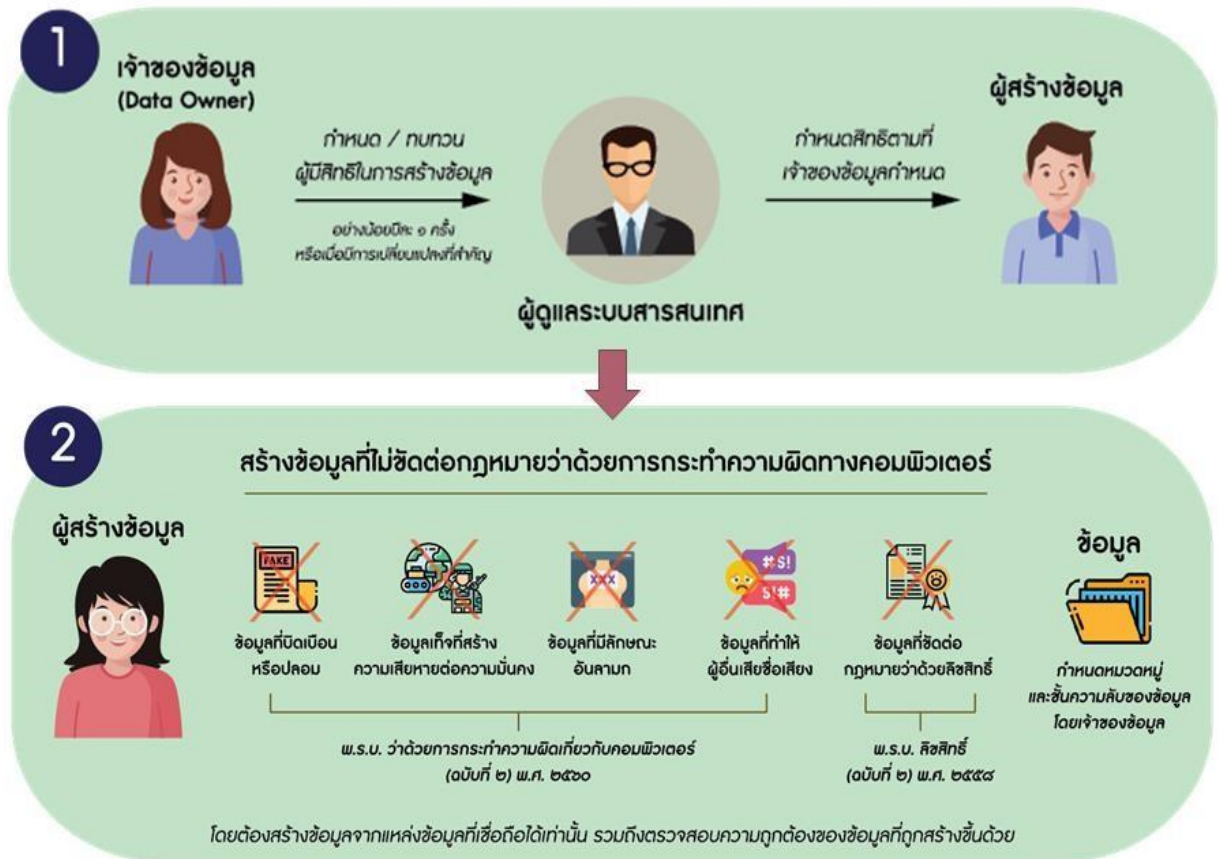 1
เจ้าของข้อมูล
(Data Owner)
กำหนด / ทบทวน
ผู้มีสิทธิในการสร้างข้อมูล
อย่างน้อยปีละ ๑ ครั้ง
หรือเมื่อมีการเปลี่ยนแปลงที่สำคัญ
ผู้ดูแลระบบสารสนเทศ
กำหนดสิทธิตามที่
เจ้าของข้อมูลกำหนด
ผู้สร้างข้อมูล
2
สร้างข้อมูลที่ไม่ขัดต่อกฎหมายว่าด้วยการกระทำความผิดทางคอมพิวเตอร์
ผู้สร้างข้อมูล
FAKE
ข้อมูลที่บิดเบือน
หรือปลอม
ข้อมูลเท็จที่สร้าง
ความเสียหายต่อความมั่นคง
XXX
ข้อมูลที่มีลักษณะ
อันลามก
#S!
S!#
ข้อมูลที่ทำให้
ผู้อื่นเสียชื่อเสียง
ข้อมูลที่ขัดต่อ
กฎหมายว่าด้วยลิขสิทธิ์
พ.ร.บ. ว่าด้วยการกระทำความผิดเกี่ยวกับคอมพิวเตอร์
(ฉบับที่ ๒) พ.ศ. ๒๕๖๐
พ.ร.บ. ลิขสิทธิ์
(ฉบับที่ ๒) พ.ศ. ๒๕๕๘
ข้อมูล
กำหนดหมวดหมู่
และชั้นความลับของข้อมูล
โดยเจ้าของข้อมูล
โดยต้องสร้างข้อมูลจากแหล่งข้อมูลที่เชื่อถือได้เท่านั้น รวมถึงตรวจสอบความถูกต้องของข้อมูลที่ถูกสร้างขึ้นด้วย